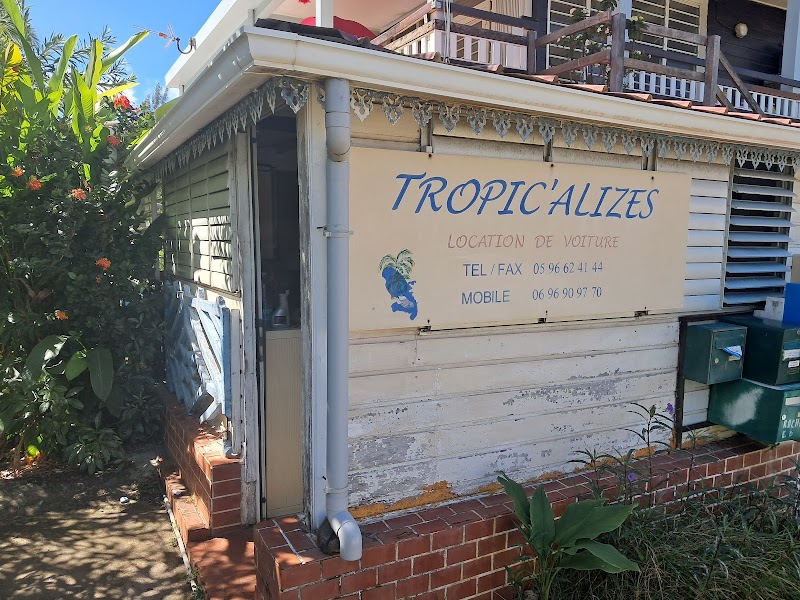 TROPIC'ALIZES
LOCATION DE VOITURE
TEL / FAX 05 96 62 41 44
MOBILE 06 96 90 97 70